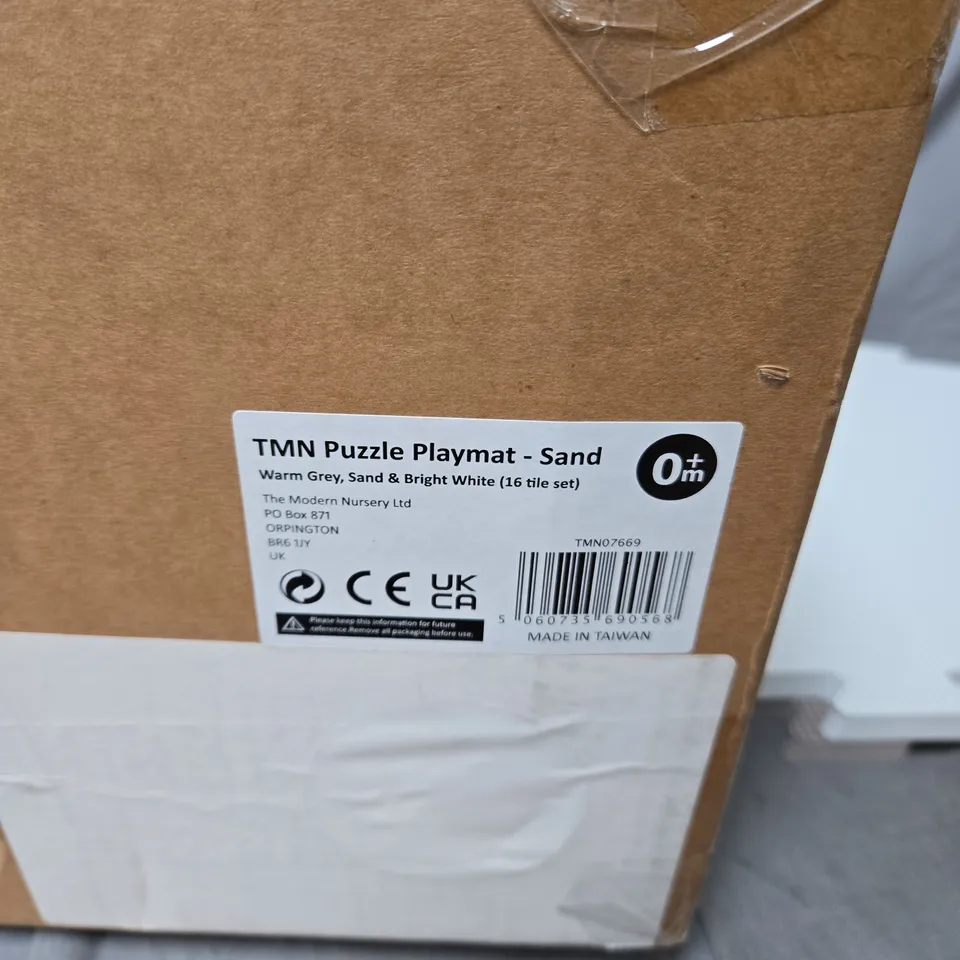 TMN Puzzle Playmat - Sand
Warm Grey, Sand & Bright White (16 tile set)
0+m
The Modern Nursery Ltd
PO Box 871
ORPINGTON
BR6 1JY
UK
CE
UK
CA
Please keep this information for future
reference.Remove all packaging before use.
TMN07669
5 060735 690568
MADE IN TAIWAN